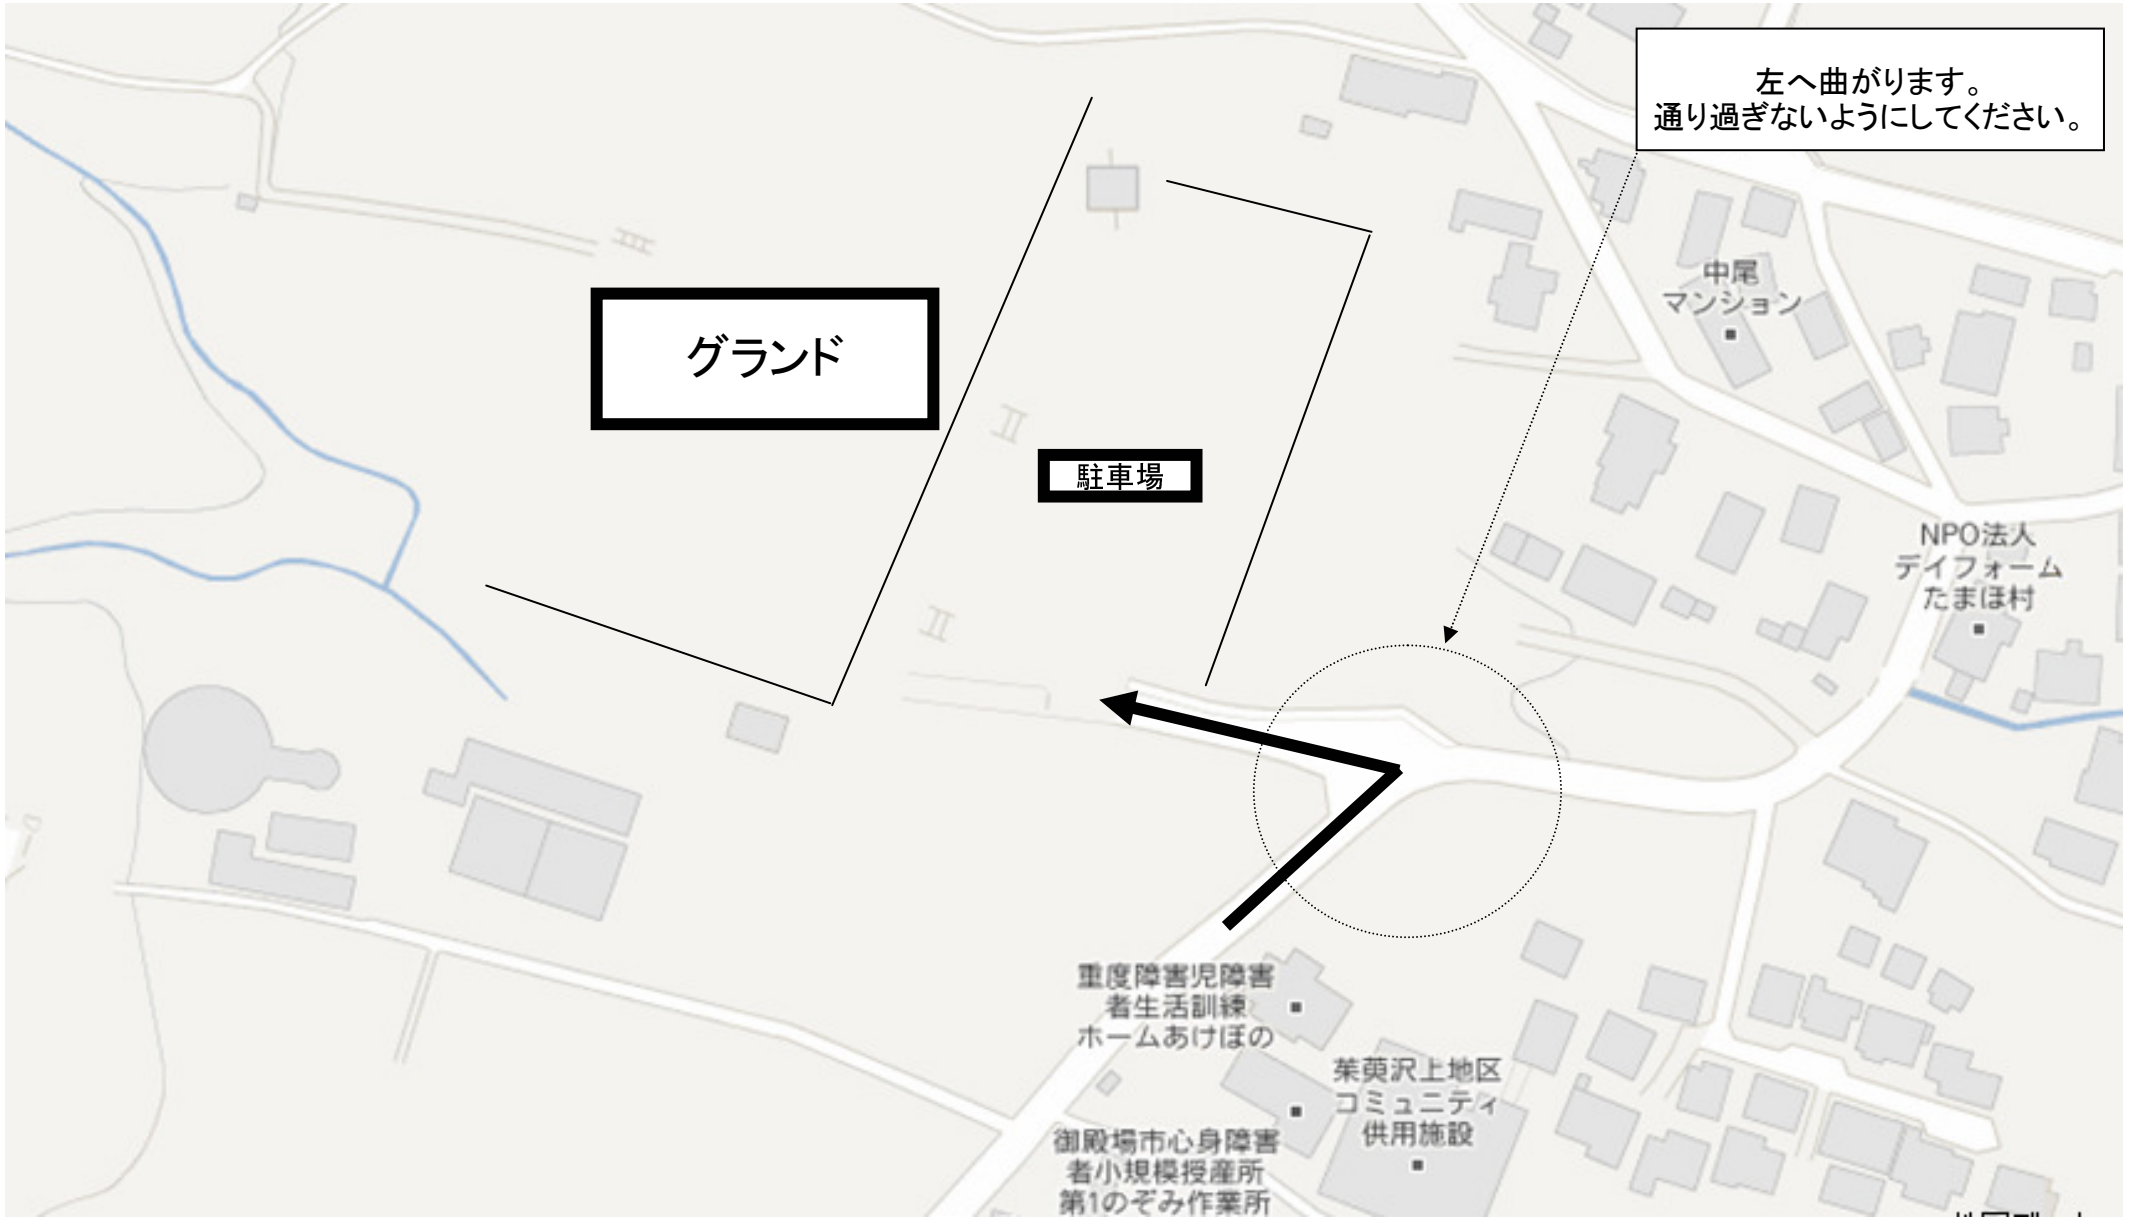 左へ曲がります。
通り過ぎないようにしてください。
中尾
マンション
グランド
駐車場
NPO法人
デイフォーム
たまほ村
重度障害児障害
者生活訓練
ホームあけぼの
茱萸沢上地区
コミュニティ
供用施設
御殿場市心身障害
者小規模授産所
第1のぞみ作業所